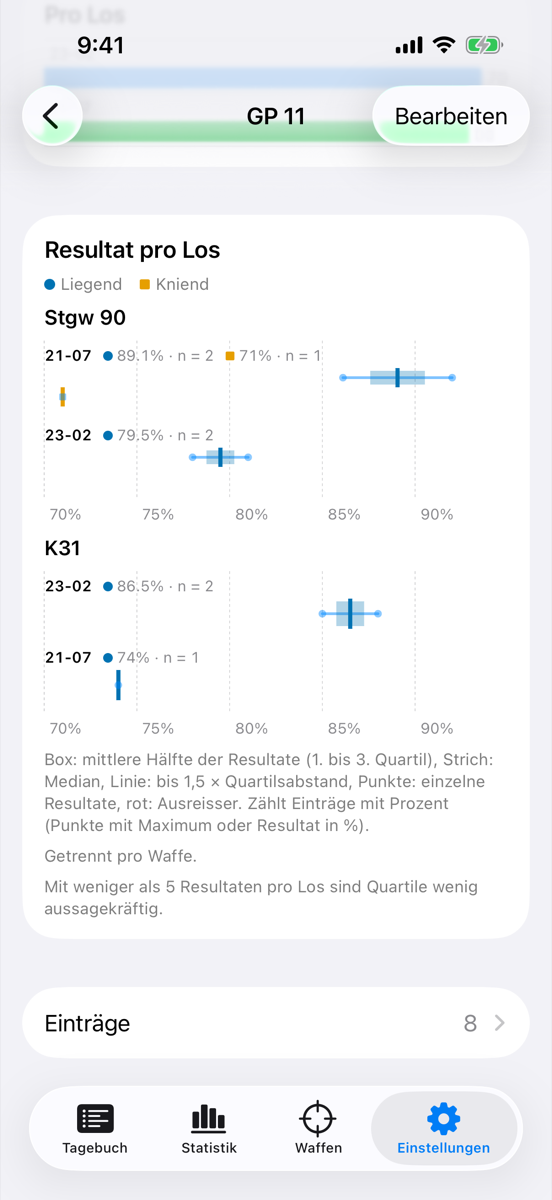 Pro Los
9:41
GP 11
Bearbeiten
Resultat pro Los
Liegend Kniend
Stgw 90
21-07 89.1% · n = 2 71% · n = 1
23-02 79.5% · n = 2
70% 75% 80% 85% 90%
K31
23-02 86.5% · n = 2
21-07 74% · n = 1
70% 75% 80% 85% 90%
Box: mittlere Hälfte der Resultate (1. bis 3. Quartil), Strich:
Median, Linie: bis 1,5 × Quartilsabstand, Punkte: einzelne
Resultate, rot: Ausreisser. Zählt Einträge mit Prozent
(Punkte mit Maximum oder Resultat in %).
Getrennt pro Waffe.
Mit weniger als 5 Resultaten pro Los sind Quartile wenig
aussagekräftig.
Einträge 8
Tagebuch Statistik Waffen Einstellungen